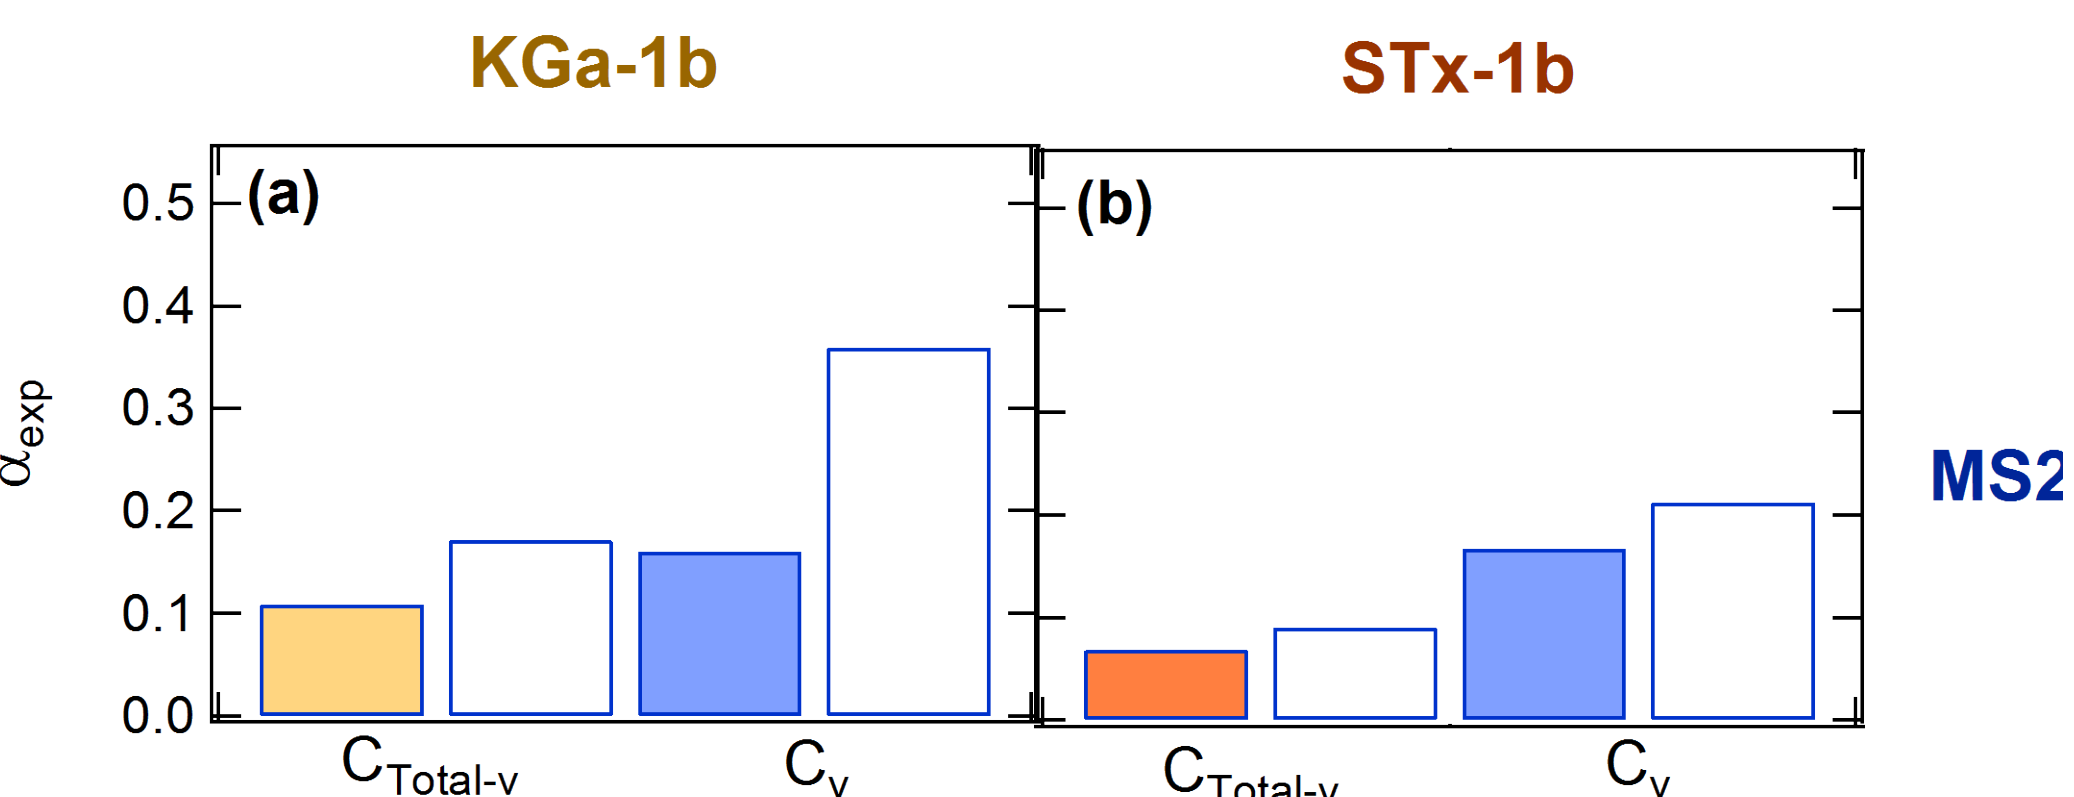 KGa-1b STx-1b
(a) (b)
0.5
0.4
0.3
0.2
0.1
0.0
αexp
MS2
CTotal-v Cv CTotal-v Cv